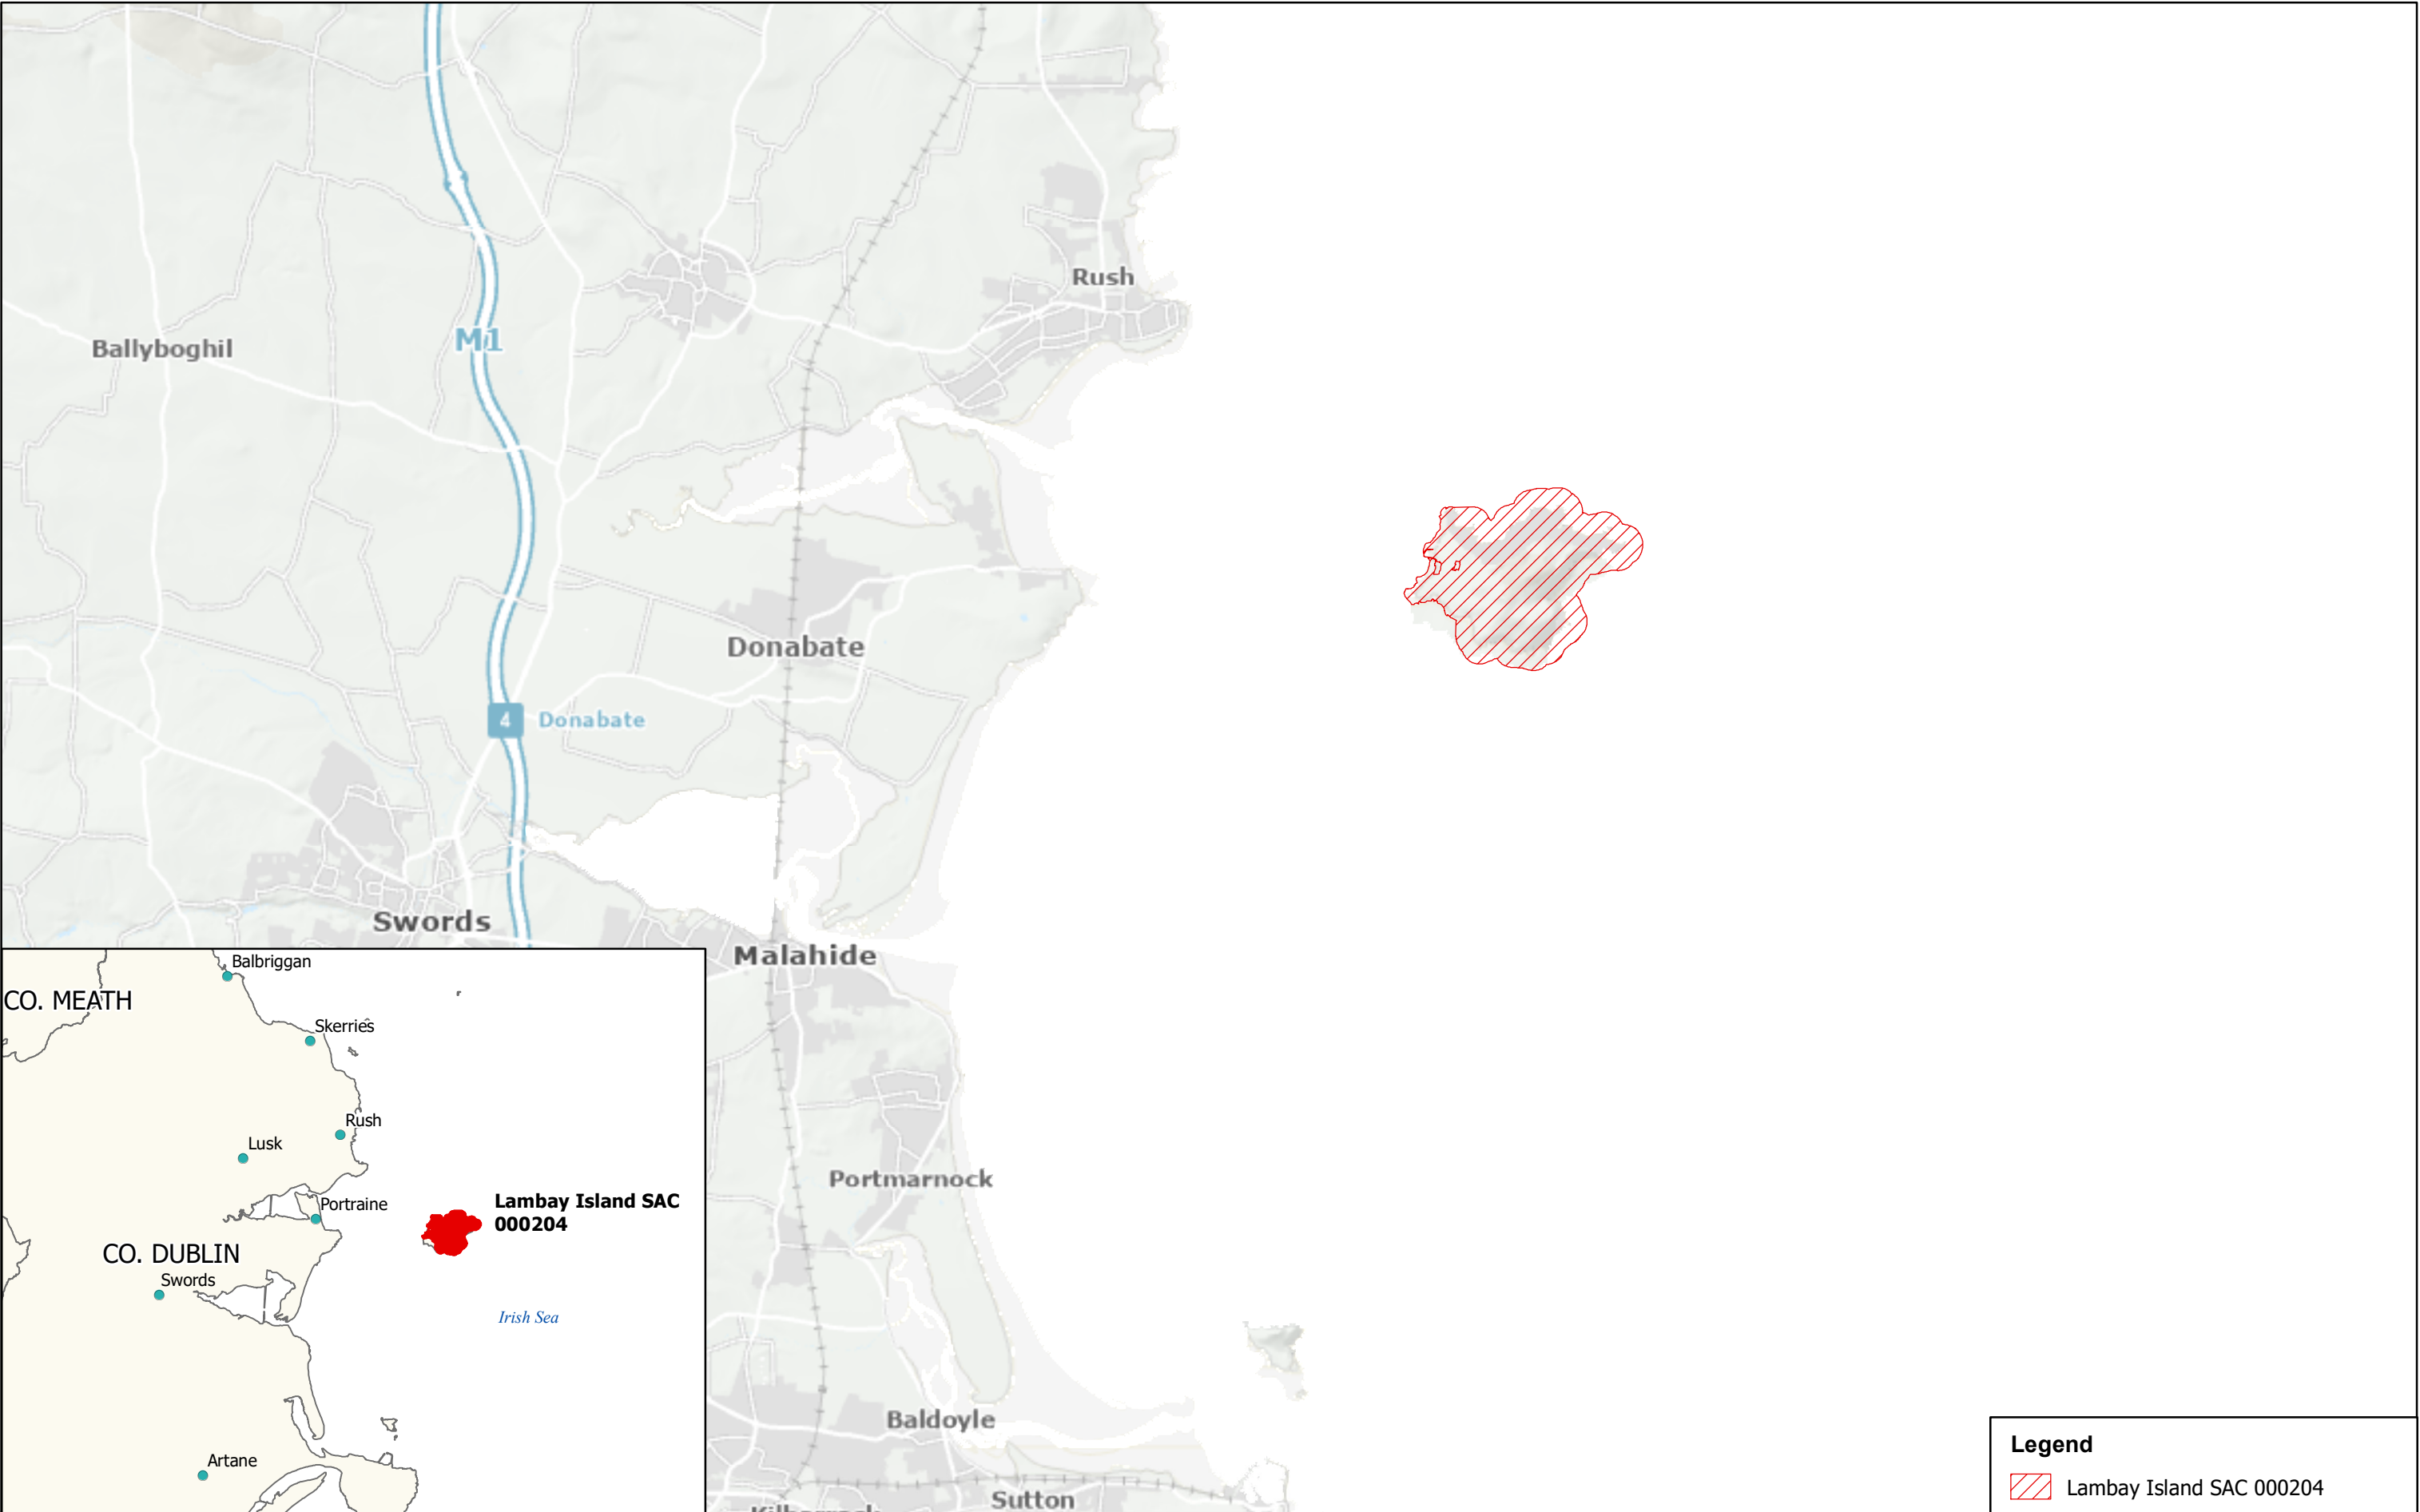 Rush
Ballyboghil
M1
Donabate
4 Donabate
Swords
Malahide
Portmarnock
Baldoyle
Sutton
Balbriggan
CO. MEATH
Skerries
Rush
Lusk
Portraine
Lambay Island SAC
000204
CO. DUBLIN
Swords
Irish Sea
Artane
Legend
Lambay Island SAC 000204